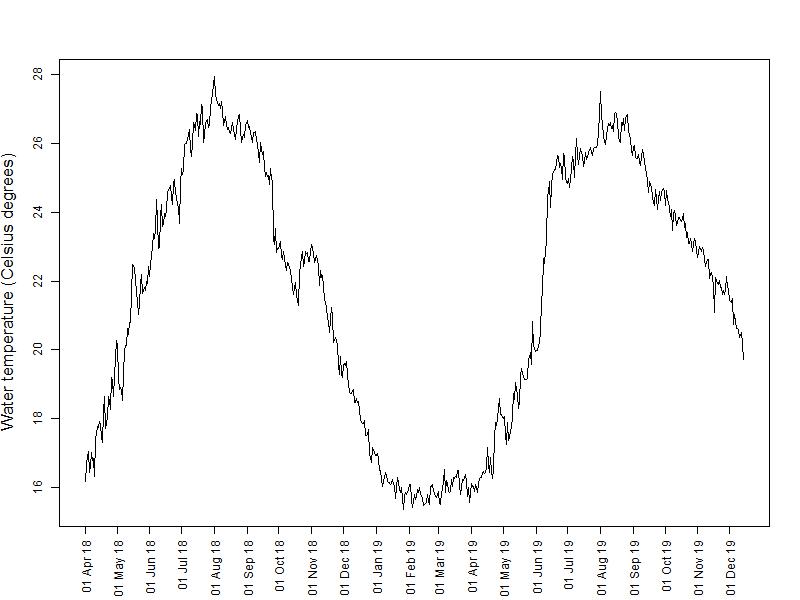 Water temperature (Celsius degrees)
28
26
24
22
20
18
16
01 Apr 18
01 May 18
01 Jun 18
01 Jul 18
01 Aug 18
01 Sep 18
01 Oct 18
01 Nov 18
01 Dec 18
01 Jan 19
01 Feb 19
01 Mar 19
01 Apr 19
01 May 19
01 Jun 19
01 Jul 19
01 Aug 19
01 Sep 19
01 Oct 19
01 Nov 19
01 Dec 19